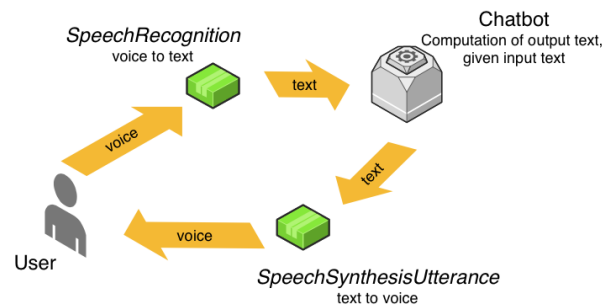 SpeechRecognition
voice to text
Chatbot
Computation of output text,
given input text
text
voice
text
voice
User
SpeechSynthesisUtterance
text to voice